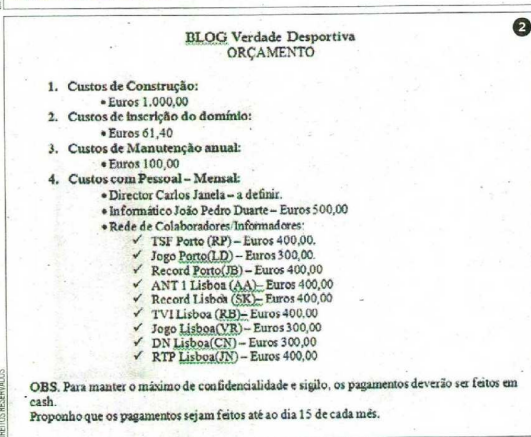 2
BLOG Verdade Desportiva
ORÇAMENTO
1. Custos de Construção:
• Euros 1.000,00
2. Custos de inscrição do domínio:
• Euros 61,40
3. Custos de Manutenção anual:
• Euros 100,00
4. Custos com Pessoal – Mensal:
• Director Carlos Janela – a definir.
• Informático João Pedro Duarte – Euros 500,00
• Rede de Colaboradores/Informadores:
✓ TSF Porto (RP) – Euros 400,00.
✓ Jogo Porto(LD) – Euros 300,00.
✓ Record Porto(JB) – Euros 400,00
✓ ANT 1 Lisboa (AA) – Euros 400,00
✓ Record Lisboa (SK) – Euros 400,00
✓ TVI Lisboa (RB) – Euros 400,00
✓ Jogo Lisboa(VR) – Euros 300,00
✓ DN Lisboa(CN) – Euros 300,00
✓ RTP Lisboa(JN) – Euros 400,00
OBS. Para manter o máximo de confidencialidade e sigilo, os pagamentos deverão ser feitos em
cash.
Proponho que os pagamentos sejam feitos até ao dia 15 de cada mês.